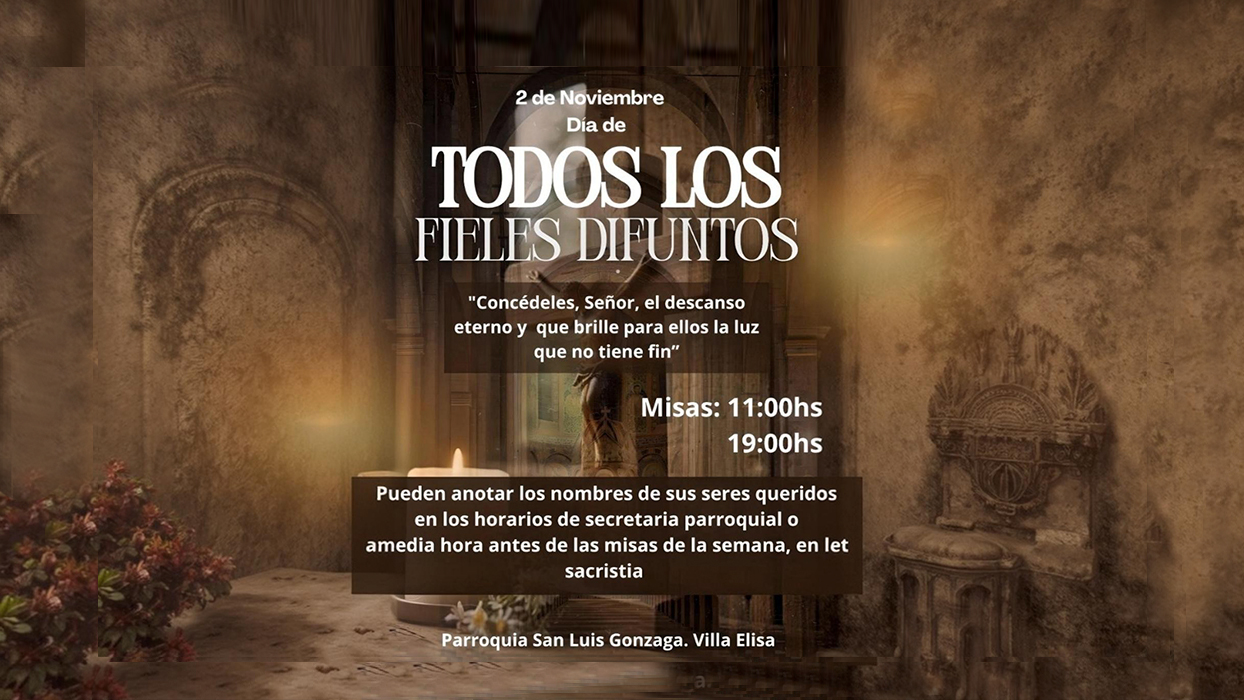 2 de Noviembre
Día de
TODOS LOS
FIELES DIFUNTOS
"Concédeles, Señor, el descanso
eterno y que brille para ellos la luz
que no tiene fin”
Misas: 11:00hs
19:00hs
Pueden anotar los nombres de sus seres queridos
en los horarios de secretaria parroquial o
amedia hora antes de las misas de la semana, en let
sacristia
Parroquia San Luis Gonzaga. Villa Elisa
a.